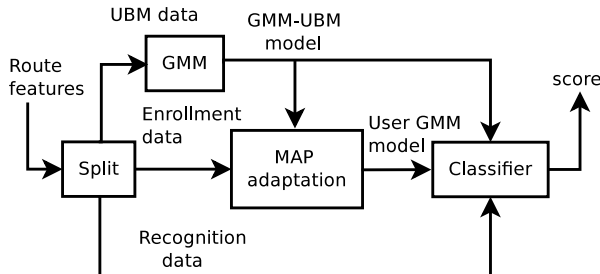 UBM data
GMM-UBM
model
GMM
Route
features
score
Enrollment
data
User GMM
model
Split
MAP
adaptation
Classifier
Recognition
data